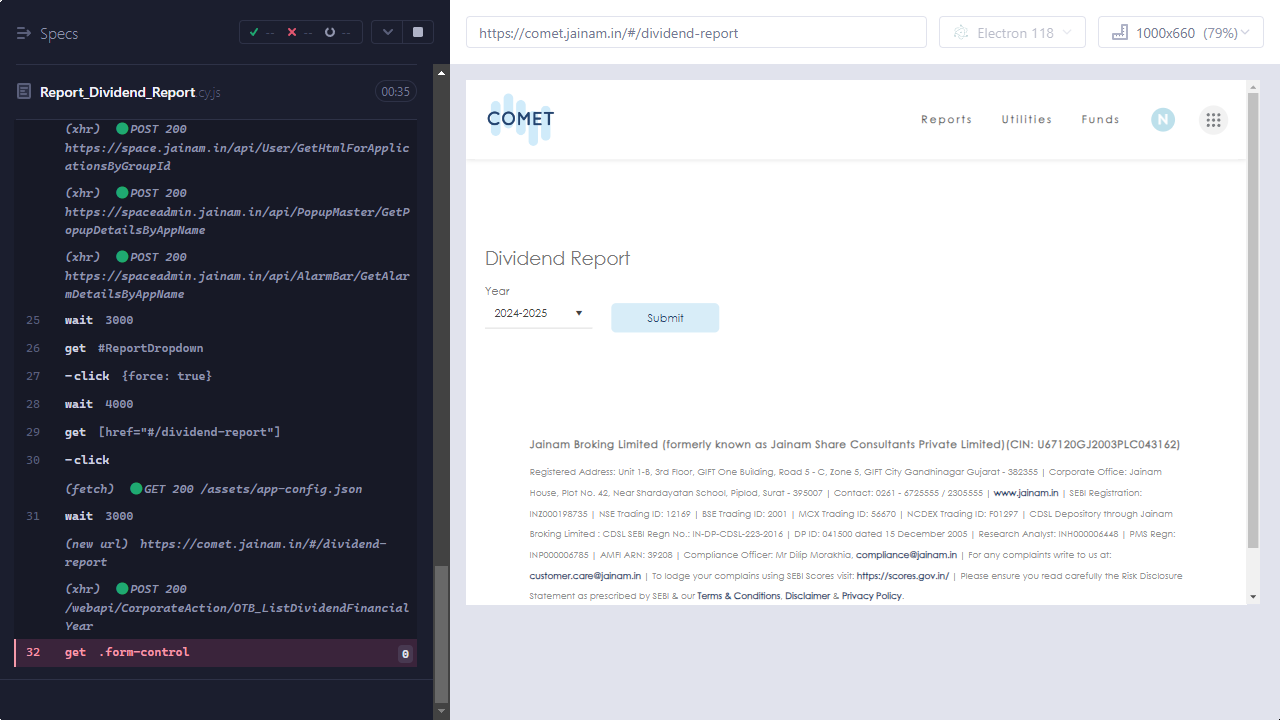 Specs
--
--
--
Report_Dividend_Report.cy.js
00:35
(xhr) POST 200
https://space.jainam.in/api/User/GetHtmlForApplic
ationsByGroupId
(xhr) POST 200
https://spaceadmin.jainam.in/api/PopupMaster/GetP
opupDetailsByAppName
(xhr) POST 200
https://spaceadmin.jainam.in/api/AlarmBar/GetAlar
mDetailsByAppName
25 wait 3000
26 get #ReportDropdown
27 -click {force: true}
28 wait 4000
29 get [href="#/dividend-report"]
30 -click
(fetch) GET 200 /assets/app-config.json
31 wait 3000
(new url) https://comet.jainam.in/#/dividend-
report
(xhr) POST 200
/webapi/CorporateAction/OTB_ListDividendFinancial
Year
32 get .form-control 0
https://comet.jainam.in/#/dividend-report
Electron 118
1000x660 (79%)
COMET
Reports Utilities Funds N
Dividend Report
Year
2024-2025
Submit
Jainam Broking Limited (formerly known as Jainam Share Consultants Private Limited)(CIN: U67120GJ2003PLC043162)
Registered Address: Unit 1-B, 3rd Floor, GIFT One Building, Road 5 - C, Zone 5, GIFT City Gandhinagar Gujarat - 382355 | Corporate Office: Jainam
House, Plot No. 42, Near Shardayatan School, Piplod, Surat - 395007 | Contact: 0261 - 6725555 / 2305555 | www.jainam.in | SEBI Registration:
INZ000198735 | NSE Trading ID: 12169 | BSE Trading ID: 2001 | MCX Trading ID: 56670 | NCDEX Trading ID: F01297 | CDSL Depository through Jainam
Broking Limited : CDSL SEBI Regn No.: IN-DP-CDSL-223-2016 | DP ID: 041500 dated 15 December 2005 | Research Analyst: INH000006448 | PMS Regn:
INP000006785 | AMFI ARN: 39208 | Compliance Officer: Mr Dilip Morakhia, compliance@jainam.in | For any complaints write to us at:
customer.care@jainam.in | To lodge your complains using SEBI Scores visit: https://scores.gov.in/ | Please ensure you read carefully the Risk Disclosure
Statement as prescribed by SEBI & our Terms & Conditions, Disclaimer & Privacy Policy.